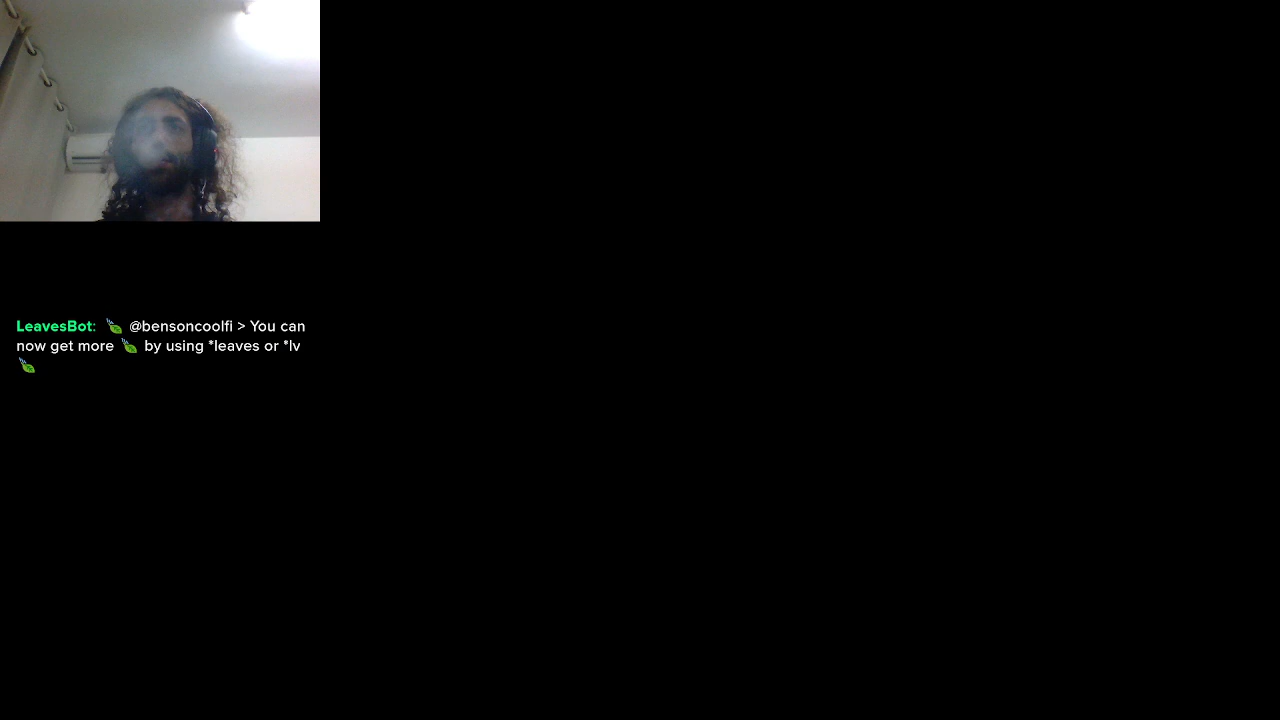 LeavesBot: 🍃 @bensoncoolfi > You can
now get more 🍃 by using *leaves or *lv
🍃